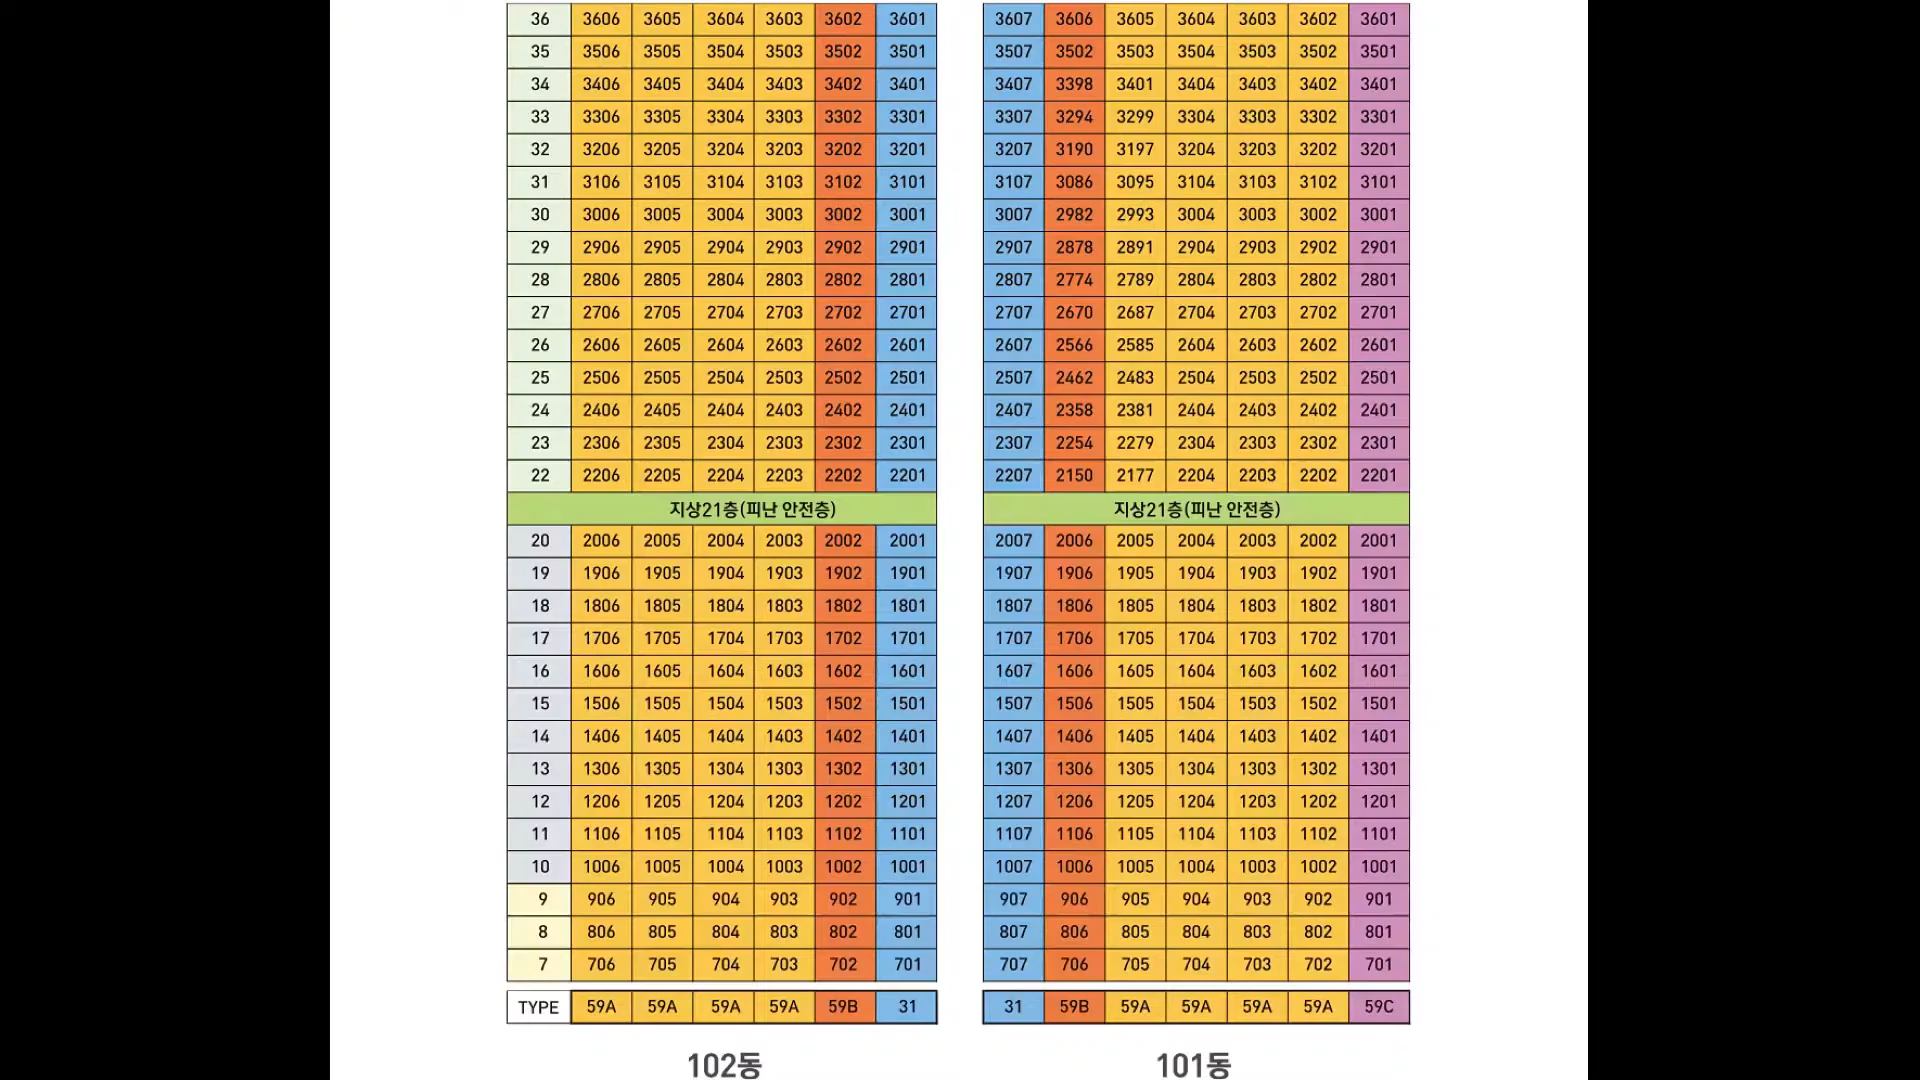 36 3606 3605 3604 3603 3602 3601 3607 3606 3605 3604 3603 3602 3601
35 3506 3505 3504 3503 3502 3501 3507 3502 3503 3504 3503 3502 3501
34 3406 3405 3404 3403 3402 3401 3407 3398 3401 3404 3403 3402 3401
33 3306 3305 3304 3303 3302 3301 3307 3294 3299 3304 3303 3302 3301
32 3206 3205 3204 3203 3202 3201 3207 3190 3197 3204 3203 3202 3201
31 3106 3105 3104 3103 3102 3101 3107 3086 3095 3104 3103 3102 3101
30 3006 3005 3004 3003 3002 3001 3007 2982 2993 3004 3003 3002 3001
29 2906 2905 2904 2903 2902 2901 2907 2878 2891 2904 2903 2902 2901
28 2806 2805 2804 2803 2802 2801 2807 2774 2789 2804 2803 2802 2801
27 2706 2705 2704 2703 2702 2701 2707 2670 2687 2704 2703 2702 2701
26 2606 2605 2604 2603 2602 2601 2607 2566 2585 2604 2603 2602 2601
25 2506 2505 2504 2503 2502 2501 2507 2462 2483 2504 2503 2502 2501
24 2406 2405 2404 2403 2402 2401 2407 2358 2381 2404 2403 2402 2401
23 2306 2305 2304 2303 2302 2301 2307 2254 2279 2304 2303 2302 2301
22 2206 2205 2204 2203 2202 2201 2207 2150 2177 2204 2203 2202 2201
지상21층(피난 안전층) 지상21층(피난 안전층)
20 2006 2005 2004 2003 2002 2001 2007 2006 2005 2004 2003 2002 2001
19 1906 1905 1904 1903 1902 1901 1907 1906 1905 1904 1903 1902 1901
18 1806 1805 1804 1803 1802 1801 1807 1806 1805 1804 1803 1802 1801
17 1706 1705 1704 1703 1702 1701 1707 1706 1705 1704 1703 1702 1701
16 1606 1605 1604 1603 1602 1601 1607 1606 1605 1604 1603 1602 1601
15 1506 1505 1504 1503 1502 1501 1507 1506 1505 1504 1503 1502 1501
14 1406 1405 1404 1403 1402 1401 1407 1406 1405 1404 1403 1402 1401
13 1306 1305 1304 1303 1302 1301 1307 1306 1305 1304 1303 1302 1301
12 1206 1205 1204 1203 1202 1201 1207 1206 1205 1204 1203 1202 1201
11 1106 1105 1104 1103 1102 1101 1107 1106 1105 1104 1103 1102 1101
10 1006 1005 1004 1003 1002 1001 1007 1006 1005 1004 1003 1002 1001
9 906 905 904 903 902 901 907 906 905 904 903 902 901
8 806 805 804 803 802 801 807 806 805 804 803 802 801
7 706 705 704 703 702 701 707 706 705 704 703 702 701
TYPE 59A 59A 59A 59A 59B 31 31 59B 59A 59A 59A 59A 59C
102동 101동